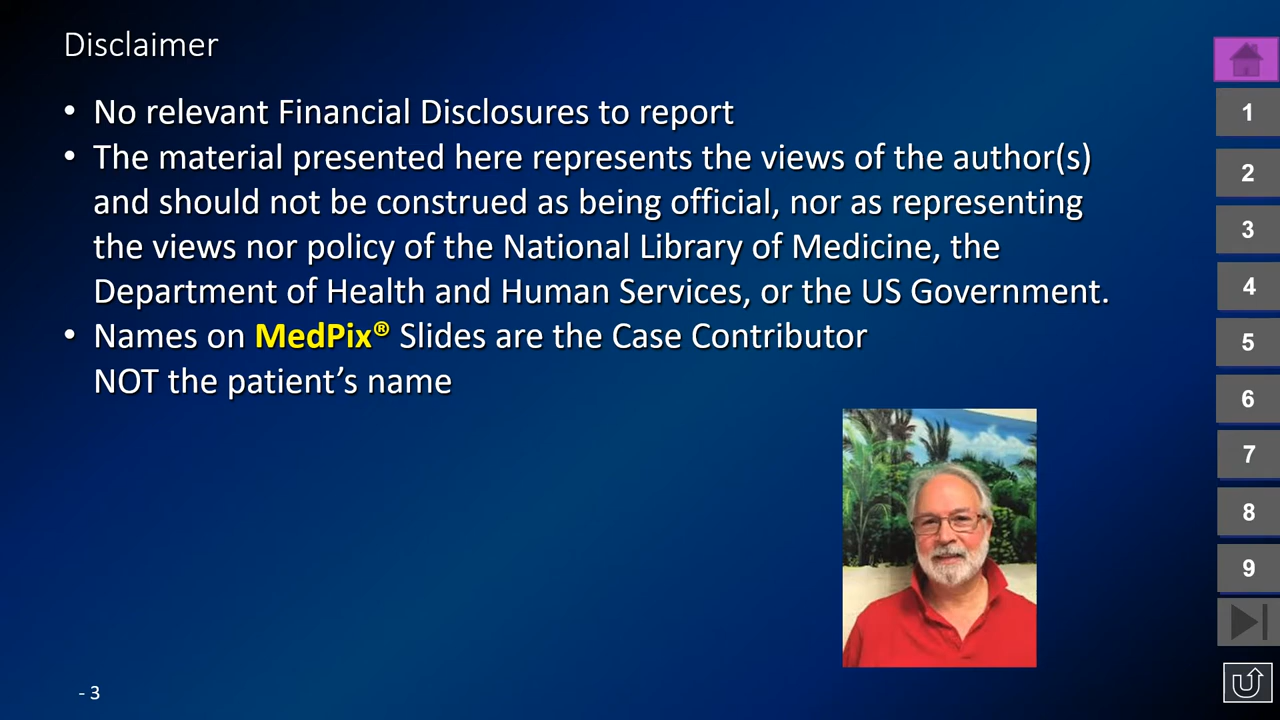 Disclaimer
• No relevant Financial Disclosures to report
• The material presented here represents the views of the author(s)
and should not be construed as being official, nor as representing
the views nor policy of the National Library of Medicine, the
Department of Health and Human Services, or the US Government.
• Names on MedPix® Slides are the Case Contributor
NOT the patient’s name
1
2
3
4
5
6
7
8
9
- 3